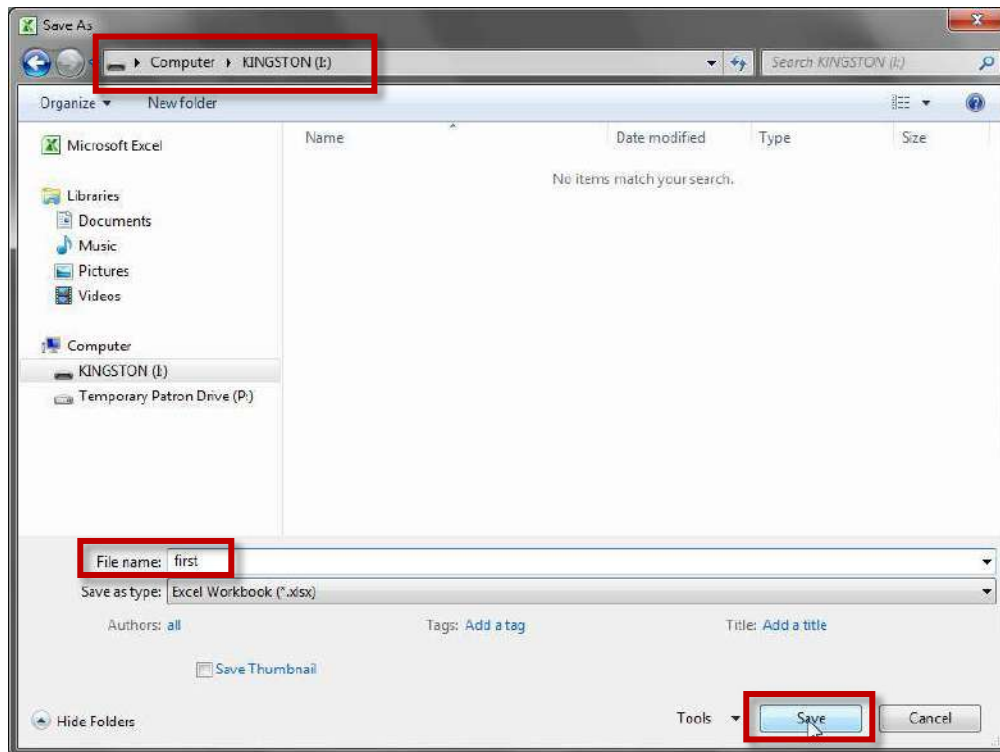 Save As
Computer KINGSTON (I:)
Search KINGSTON (I:)
Organize New folder
Name Date modified Type Size
No items match your search.
Microsoft Excel
Libraries
Documents
Music
Pictures
Videos
Computer
KINGSTON (I:)
Temporary Patron Drive (P:)
File name: first
Save as type: Excel Workbook (*.xlsx)
Authors: all Tags: Add a tag Title: Add a title
Save Thumbnail
Hide Folders Tools Save Cancel